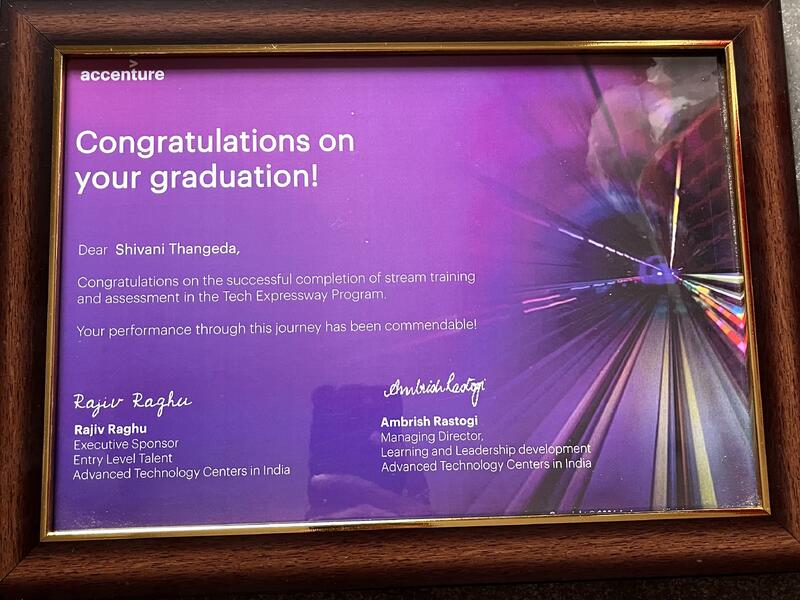 accenture
Congratulations on
your graduation!
Dear Shivani Thangeda,
Congratulations on the successful completion of stream training
and assessment in the Tech Expressway Program.
Your performance through this journey has been commendable!
Rajiv Raghu
Rajiv Raghu
Executive Sponsor
Entry Level Talent
Advanced Technology Centers in India
Ambrish Rastogi
Ambrish Rastogi
Managing Director,
Learning and Leadership development
Advanced Technology Centers in India